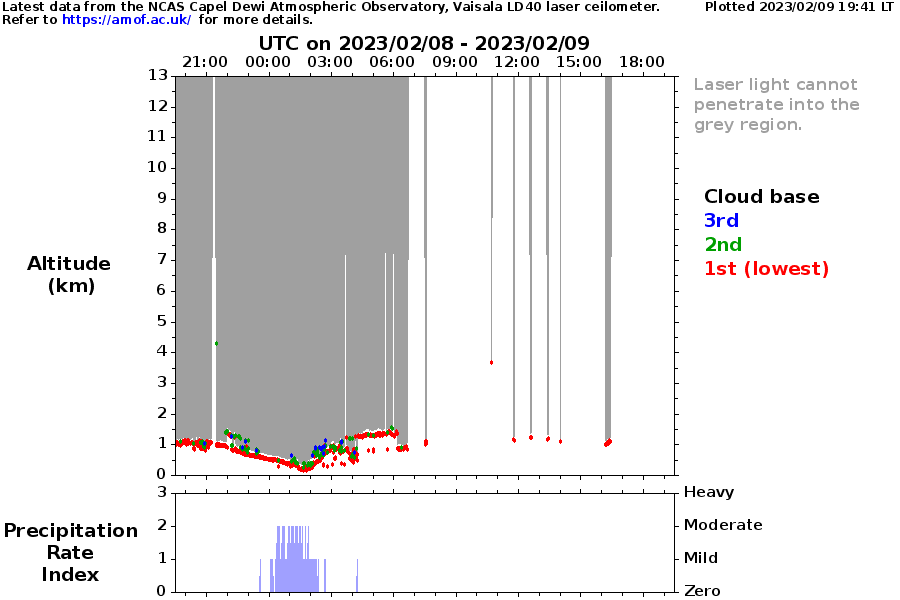 Latest data from the NCAS Capel Dewi Atmospheric Observatory, Vaisala LD40 laser ceilometer. Plotted 2023/02/09 19:41 LT
Refer to https://amof.ac.uk/ for more details.
UTC on 2023/02/08 - 2023/02/09
21:00 00:00 03:00 06:00 09:00 12:00 15:00 18:00
13
12
11
10
9
8
7
6
5
4
3
2
1
0
Altitude
(km)
Laser light cannot
penetrate into the
grey region.
Cloud base
3rd
2nd
1st (lowest)
3 Heavy
2 Moderate
1 Mild
0 Zero
Precipitation
Rate
Index